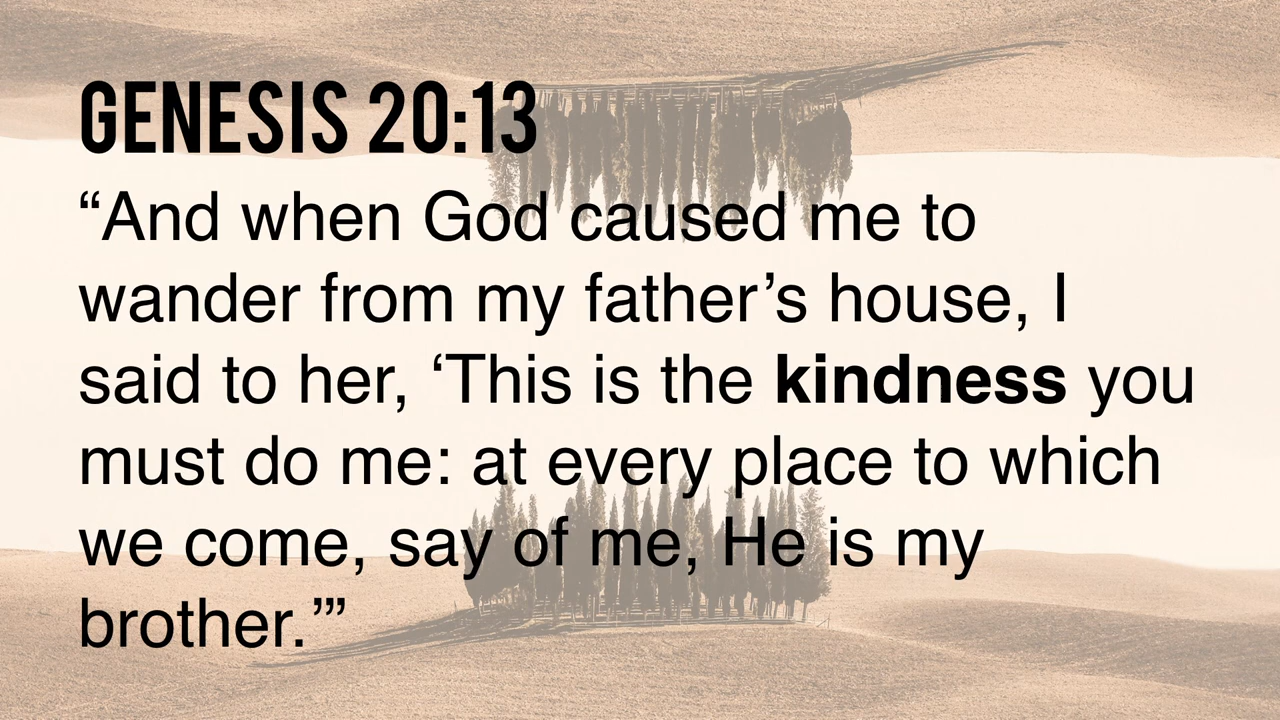 GENESIS 20:13
“And when God caused me to
wander from my father’s house, I
said to her, ‘This is the kindness you
must do me: at every place to which
we come, say of me, He is my
brother.’”